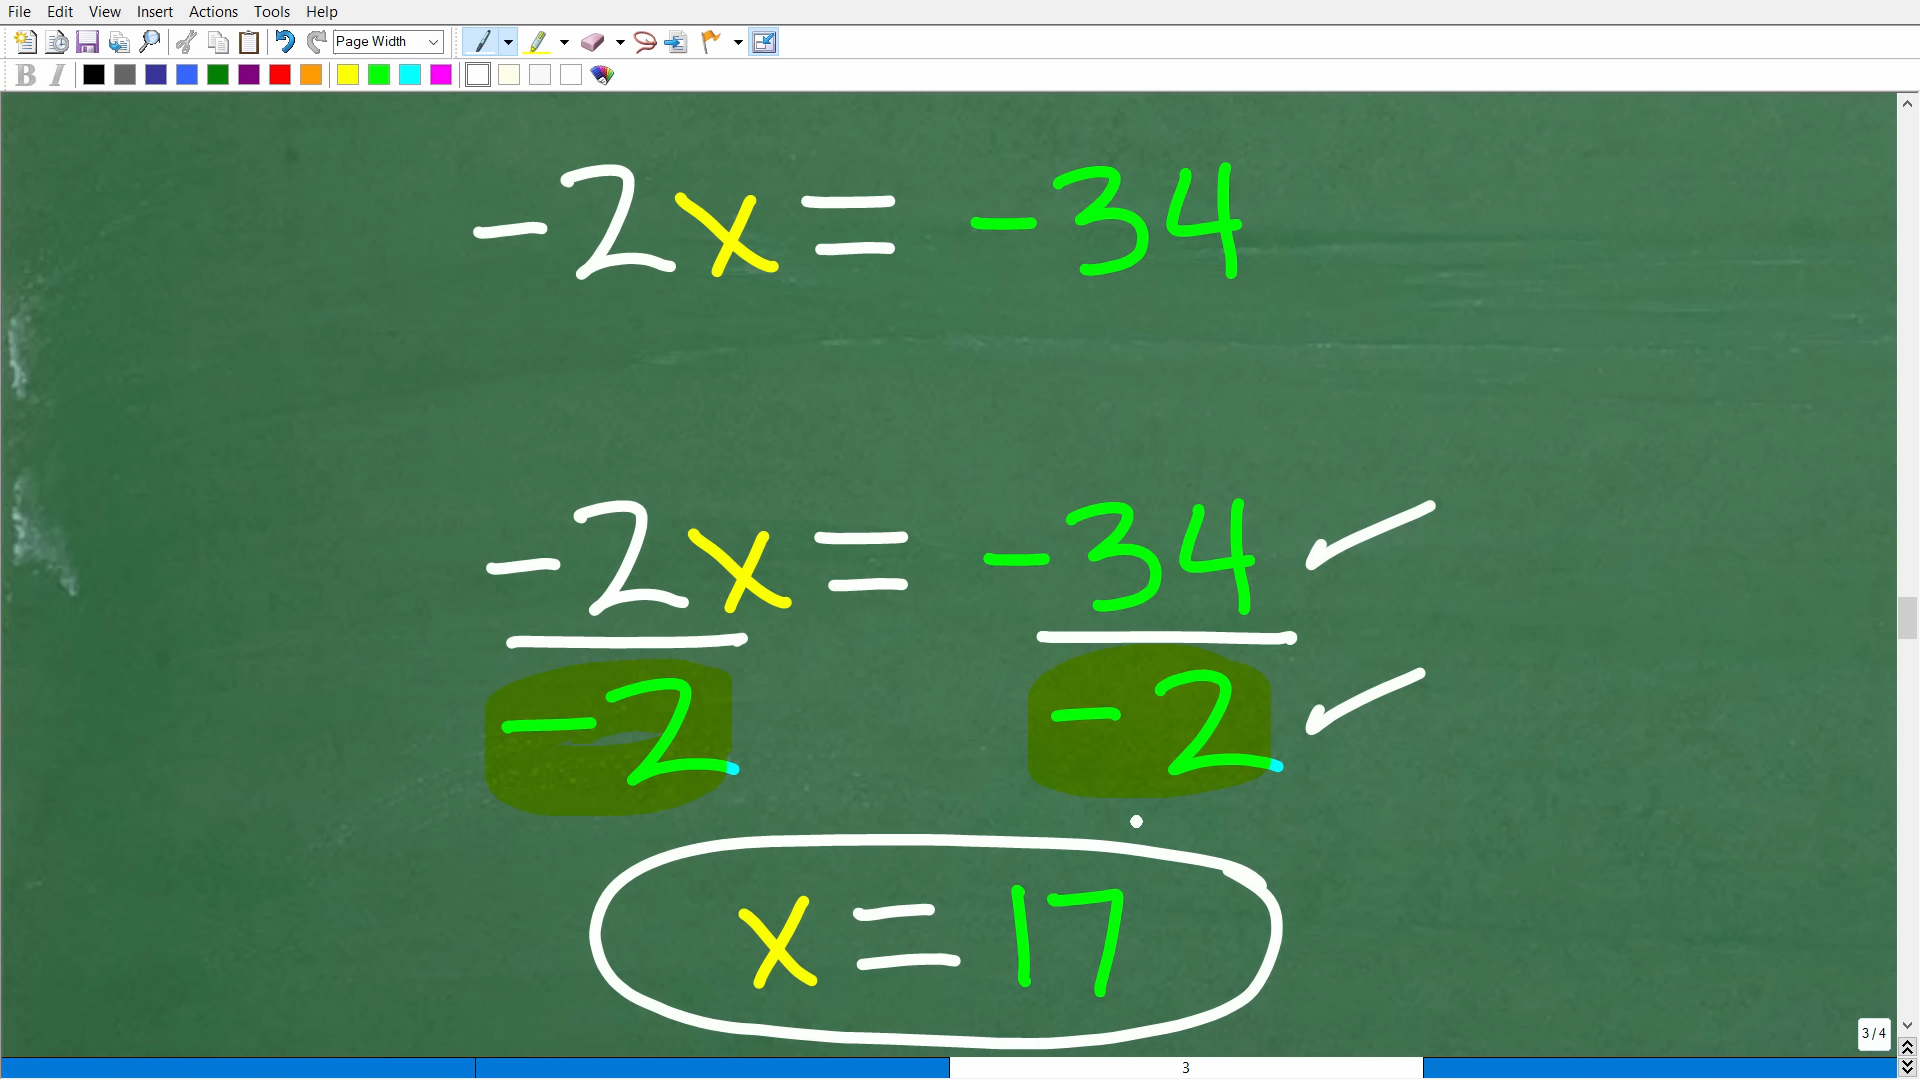 File Edit View Insert Actions Tools Help
Page Width
B I
-2x = -34
-2x = -34
-2 -2
x = 17
3 / 4
3